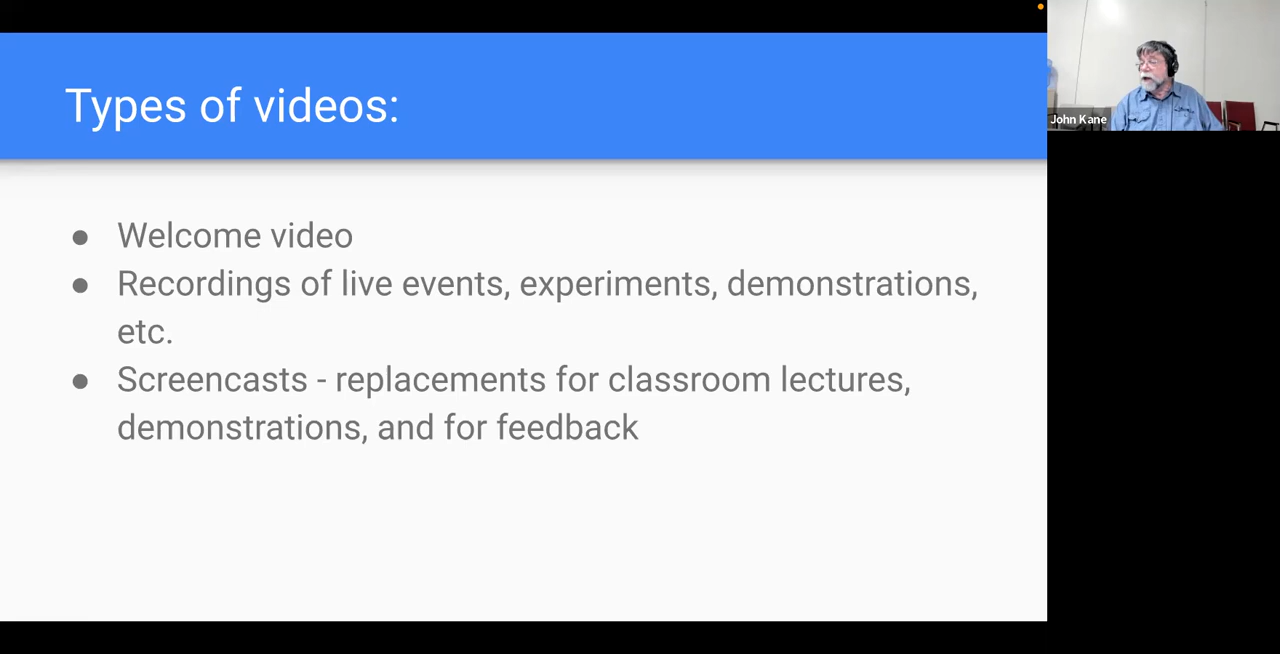 Types of videos:
John Kane
● Welcome video
● Recordings of live events, experiments, demonstrations,
etc.
● Screencasts - replacements for classroom lectures,
demonstrations, and for feedback